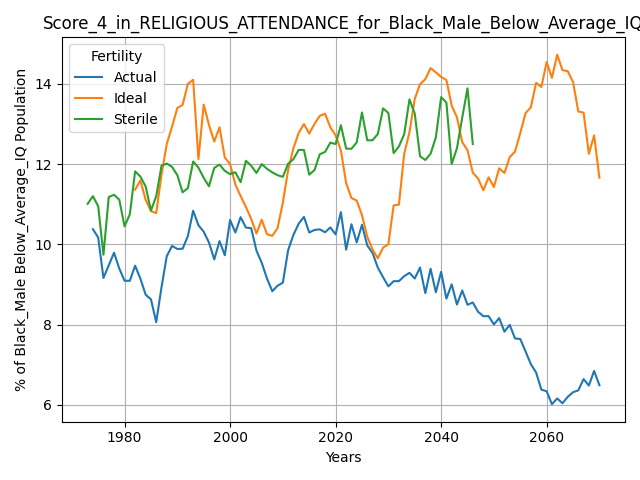 Score_4_in_RELIGIOUS_ATTENDANCE_for_Black_Male_Below_Average_IQ
Fertility
Actual
Ideal
Sterile
% of Black_Male Below_Average_IQ Population
14
12
10
8
6
1980
2000
2020
2040
2060
Years